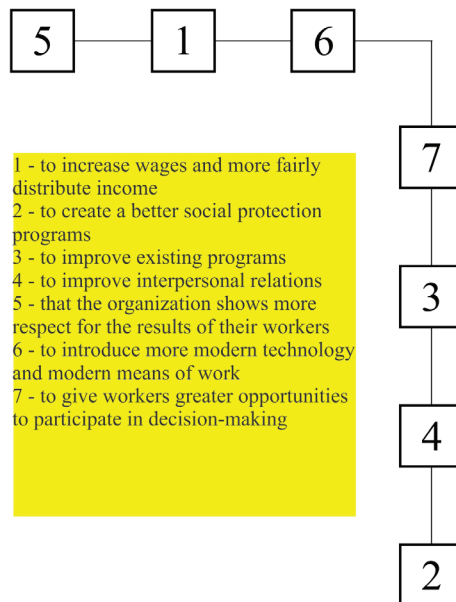 5 1 6
7
1 - to increase wages and more fairly
distribute income
2 - to create a better social protection
programs
3 - to improve existing programs
4 - to improve interpersonal relations
5 - that the organization shows more
respect for the results of their workers
6 - to introduce more modern technology
and modern means of work
7 - to give workers greater opportunities
to participate in decision-making
3
4
2